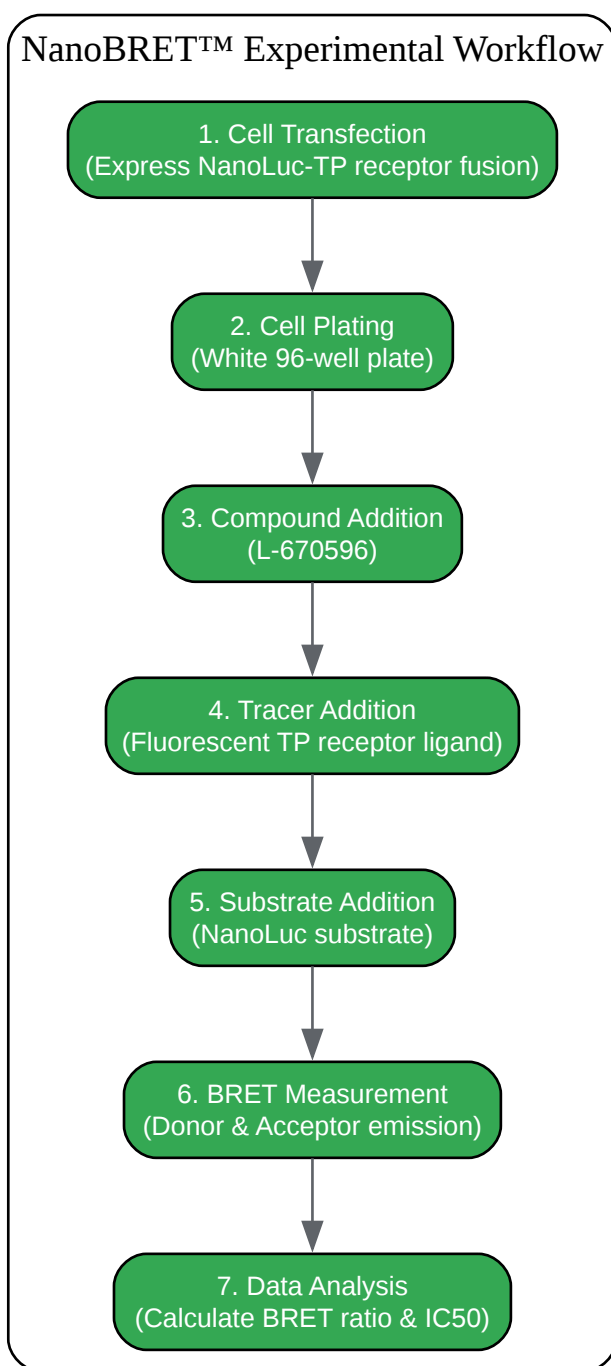 NanoBRET™ Experimental Workflow
1. Cell Transfection
(Express NanoLuc-TP receptor fusion)
2. Cell Plating
(White 96-well plate)
3. Compound Addition
(L-670596)
4. Tracer Addition
(Fluorescent TP receptor ligand)
5. Substrate Addition
(NanoLuc substrate)
6. BRET Measurement
(Donor & Acceptor emission)
7. Data Analysis
(Calculate BRET ratio & IC50)